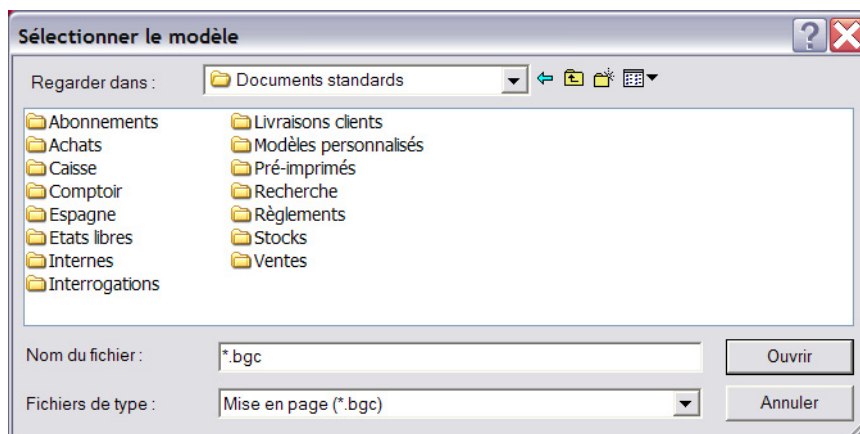 Sélectionner le modèle
Regarder dans :
Documents standards
Abonnements
Achats
Caisse
Comptoir
Espagne
Etats libres
Internes
Interrogations
Livraisons clients
Modèles personnalisés
Pré-imprimés
Recherche
Règlements
Stocks
Ventes
Nom du fichier :
*.bgc
Ouvrir
Fichiers de type :
Mise en page (*.bgc)
Annuler